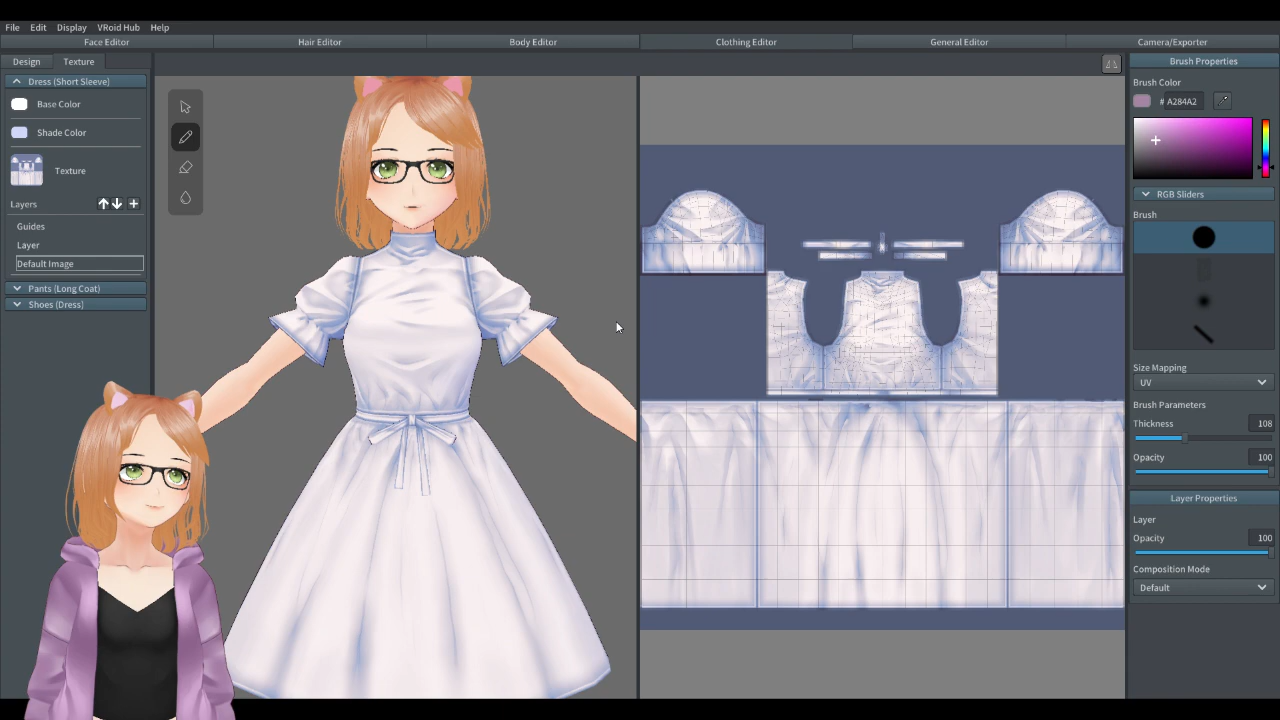 File Edit Display VRoid Hub Help
Face Editor Hair Editor Body Editor Clothing Editor General Editor Camera/Exporter
Design Texture
Dress (Short Sleeve)
Base Color
Shade Color
Texture
Layers
Guides
Layer
Default Image
Pants (Long Coat)
Shoes (Dress)
Brush Properties
Brush Color
# A284A2
RGB Sliders
Brush
Size Mapping
UV
Brush Parameters
Thickness 108
Opacity 100
Layer Properties
Layer
Opacity 100
Composition Mode
Default